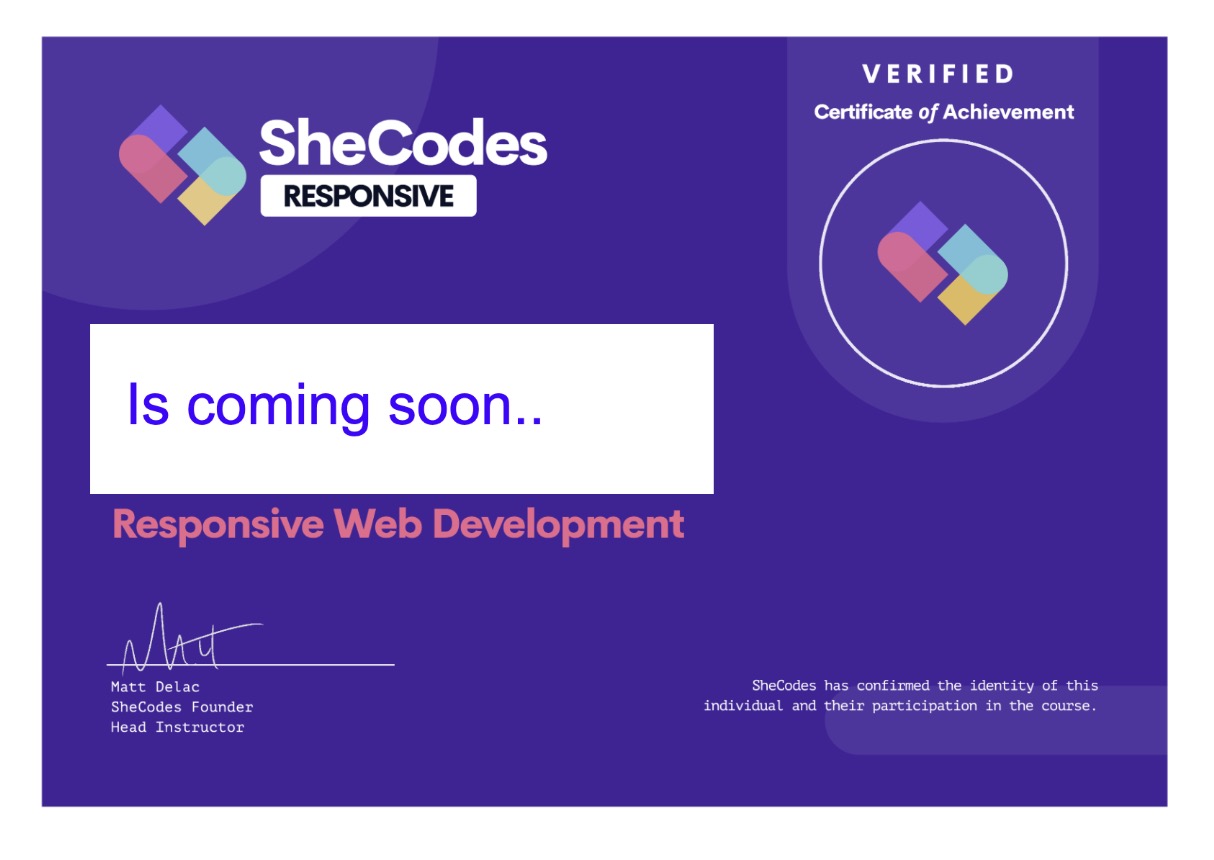 SheCodes
RESPONSIVE
VERIFIED
Certificate of Achievement
Is coming soon..
Responsive Web Development
Matt Delac
SheCodes Founder
Head Instructor
SheCodes has confirmed the identity of this
individual and their participation in the course.